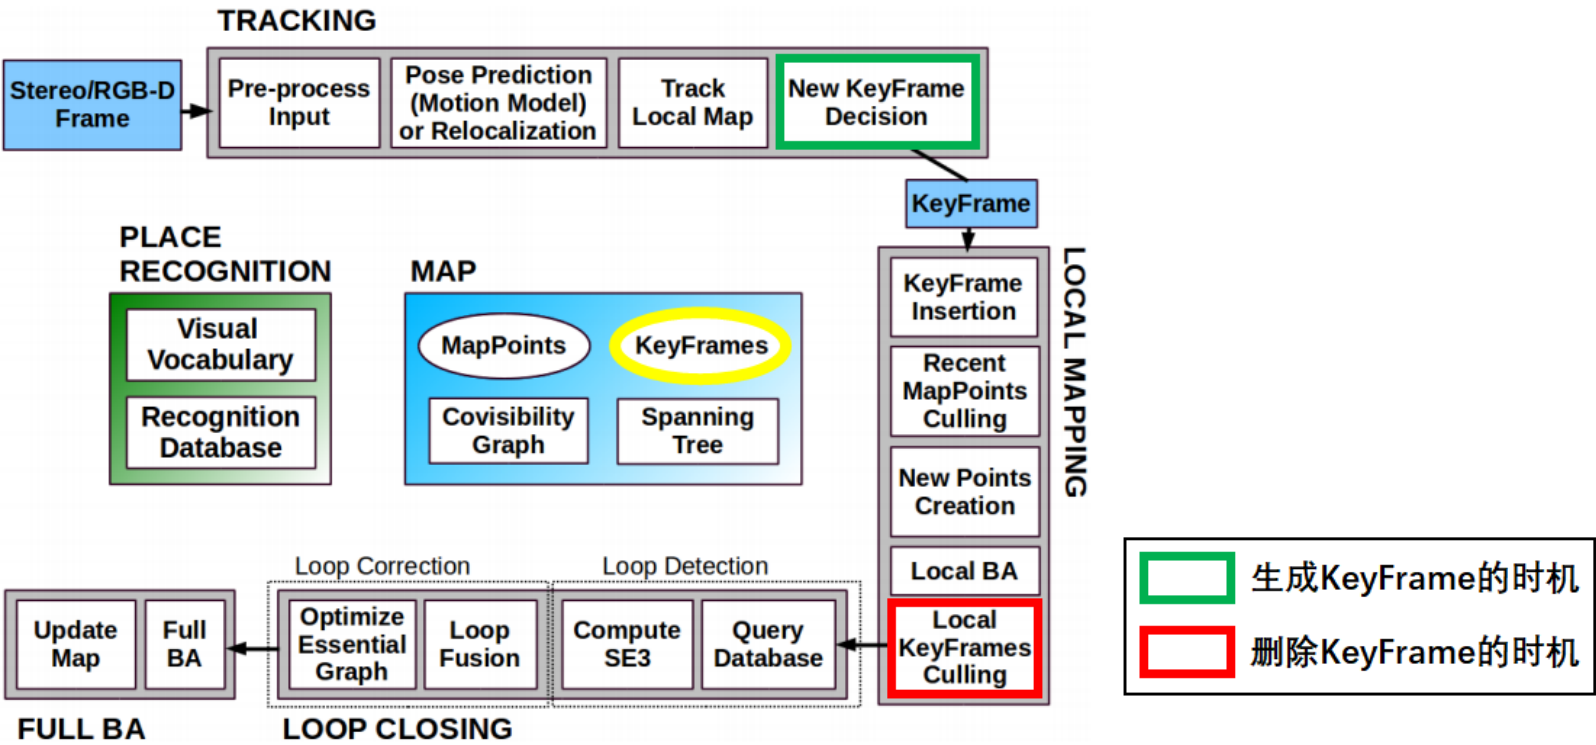 TRACKING
Stereo/RGB-D
Frame
Pre-process
Input
Pose Prediction
(Motion Model)
or Relocalization
Track
Local Map
New KeyFrame
Decision
KeyFrame
PLACE
RECOGNITION
Visual
Vocabulary
Recognition
Database
MAP
MapPoints
KeyFrames
Covisibility
Graph
Spanning
Tree
LOCAL MAPPING
KeyFrame
Insertion
Recent
MapPoints
Culling
New Points
Creation
Local BA
Local
KeyFrames
Culling
Loop Correction
Loop Detection
Optimize
Essential
Graph
Loop
Fusion
Compute
SE3
Query
Database
LOOP CLOSING
Update
Map
Full
BA
FULL BA
生成KeyFrame的时机
删除KeyFrame的时机